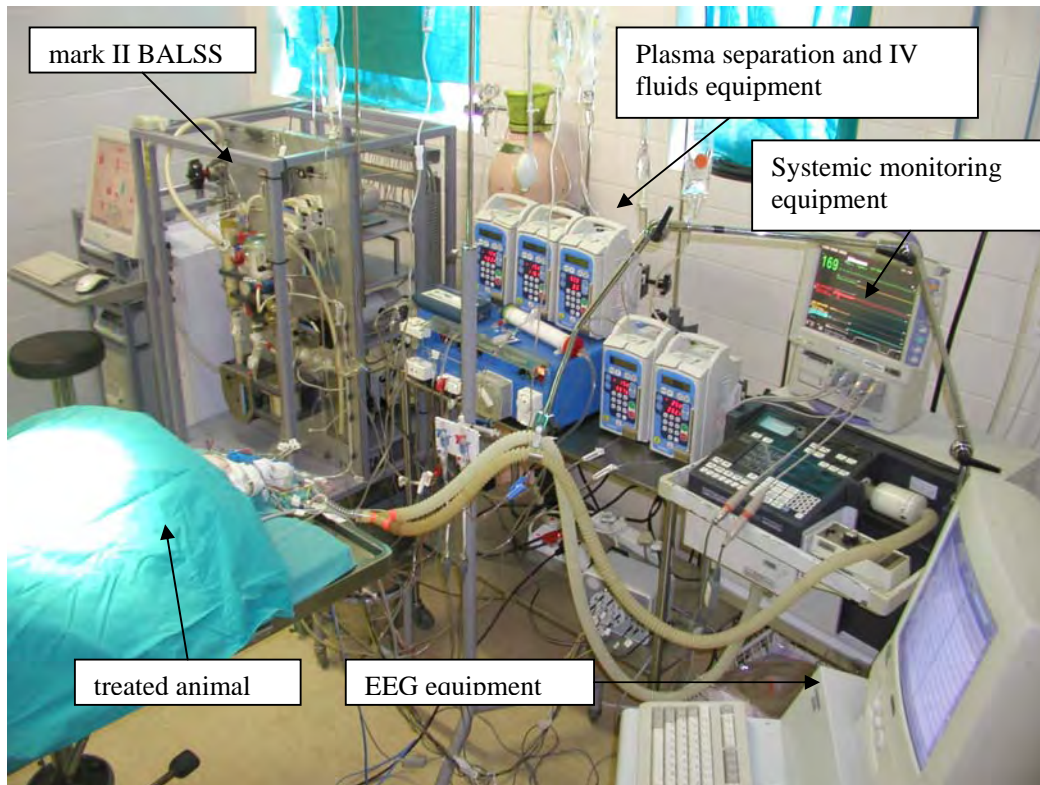 mark II BALSS
Plasma separation and IV
fluids equipment
Systemic monitoring
equipment
169
treated animal
EEG equipment